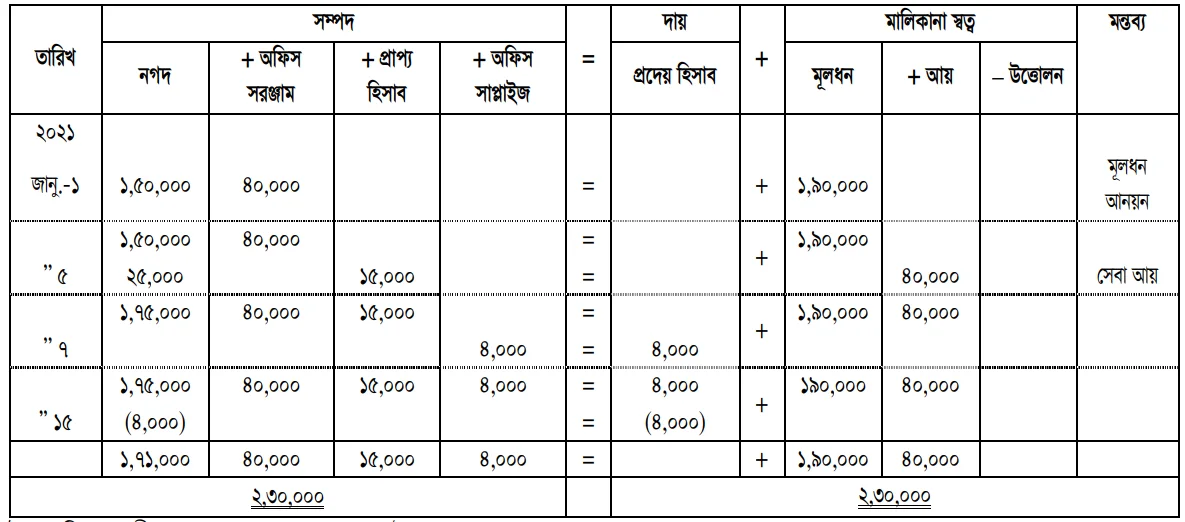 তারিখ সম্পদ = দায় + মালিকানা স্বত্ব মন্তব্য
নগদ + অফিস সরঞ্জাম + প্রাপ্য হিসাব + অফিস সাপ্লাইজ প্রদেয় হিসাব মূলধন + আয় – উত্তোলন
২০২১
জানু.-১ ১,৫০,০০০ ৪০,০০০ = + ১,৯০,০০০ মূলধন আনয়ন
১,৫০,০০০ ৪০,০০০ = + ১,৯০,০০০
” ৫ ২৫,০০০ ১৫,০০০ = ৪০,০০০ সেবা আয়
১,৭৫,০০০ ৪০,০০০ ১৫,০০০ = + ১,৯০,০০০ ৪০,০০০
” ৭ ৪,০০০ = ৪,০০০
১,৭৫,০০০ ৪০,০০০ ১৫,০০০ ৪,০০০ = ৪,০০০ + ১৯০,০০০ ৪০,০০০
” ১৫ (৪,০০০) = (৪,০০০)
১,৭১,০০০ ৪০,০০০ ১৫,০০০ ৪,০০০ = + ১,৯০,০০০ ৪০,০০০
২,৩০,০০০ ২,৩০,০০০